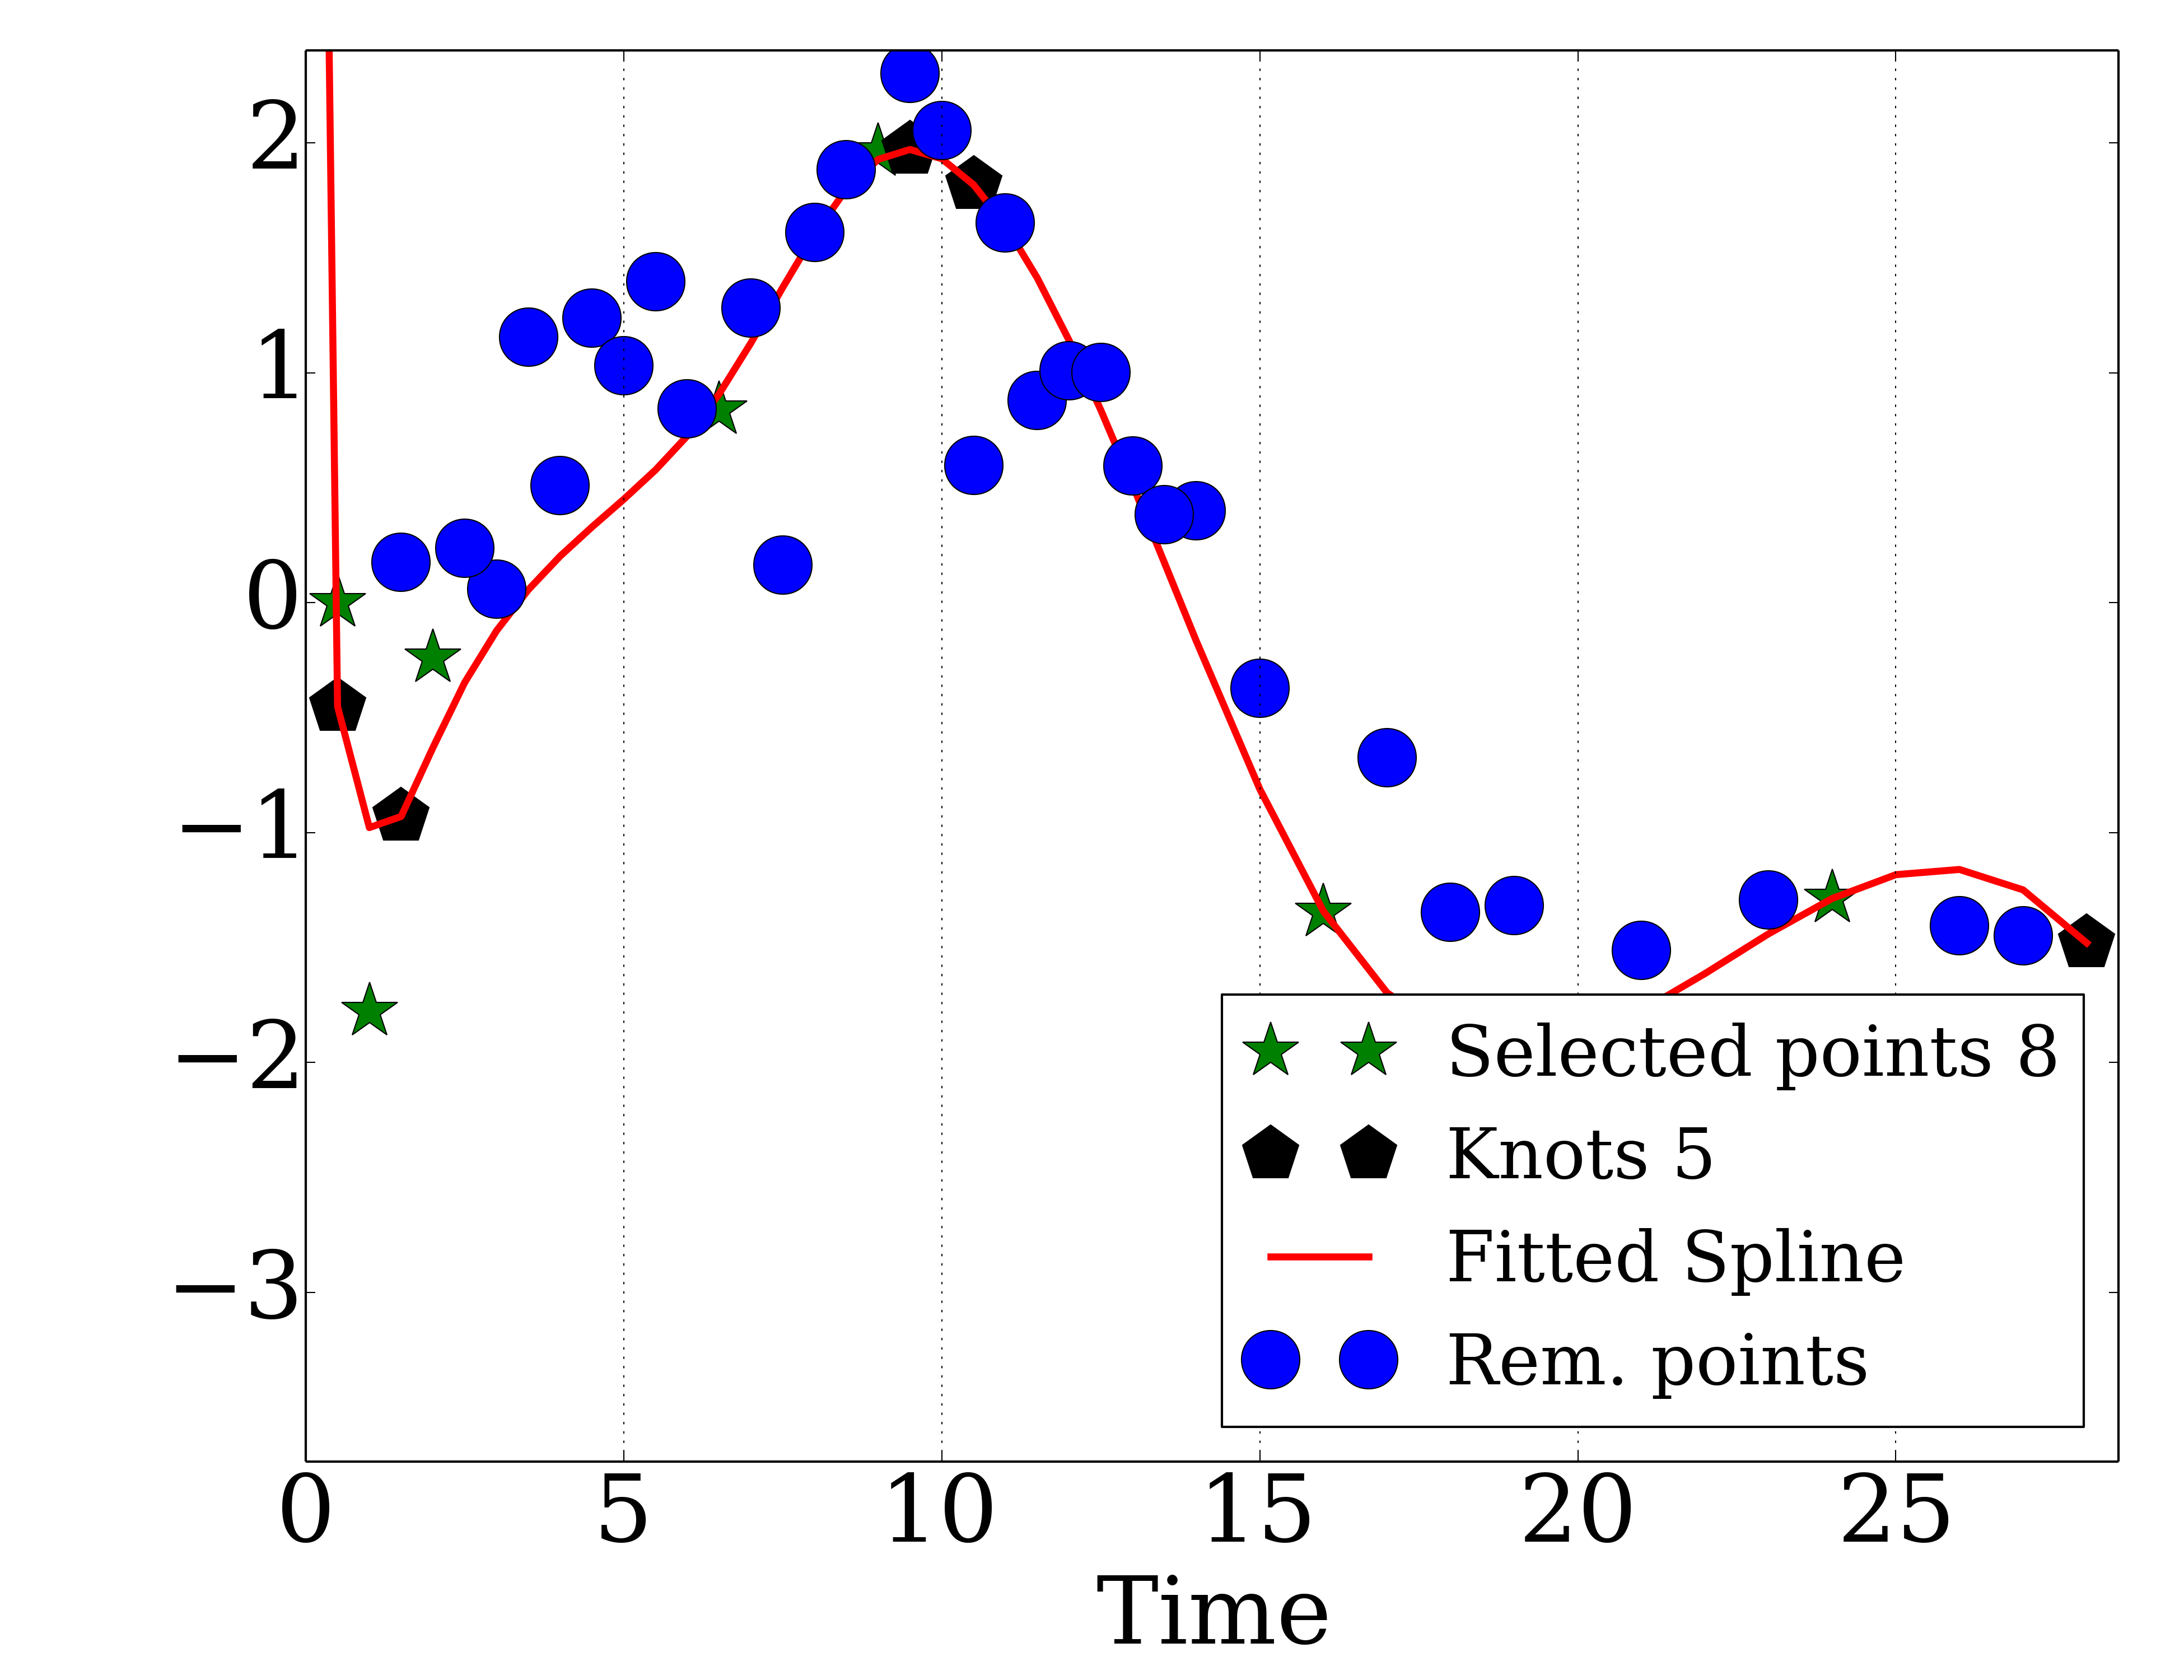 2
1
0
−1
−2
−3
Selected points 8
Knots 5
Fitted Spline
Rem. points
0 5 10 15 20 25
Time